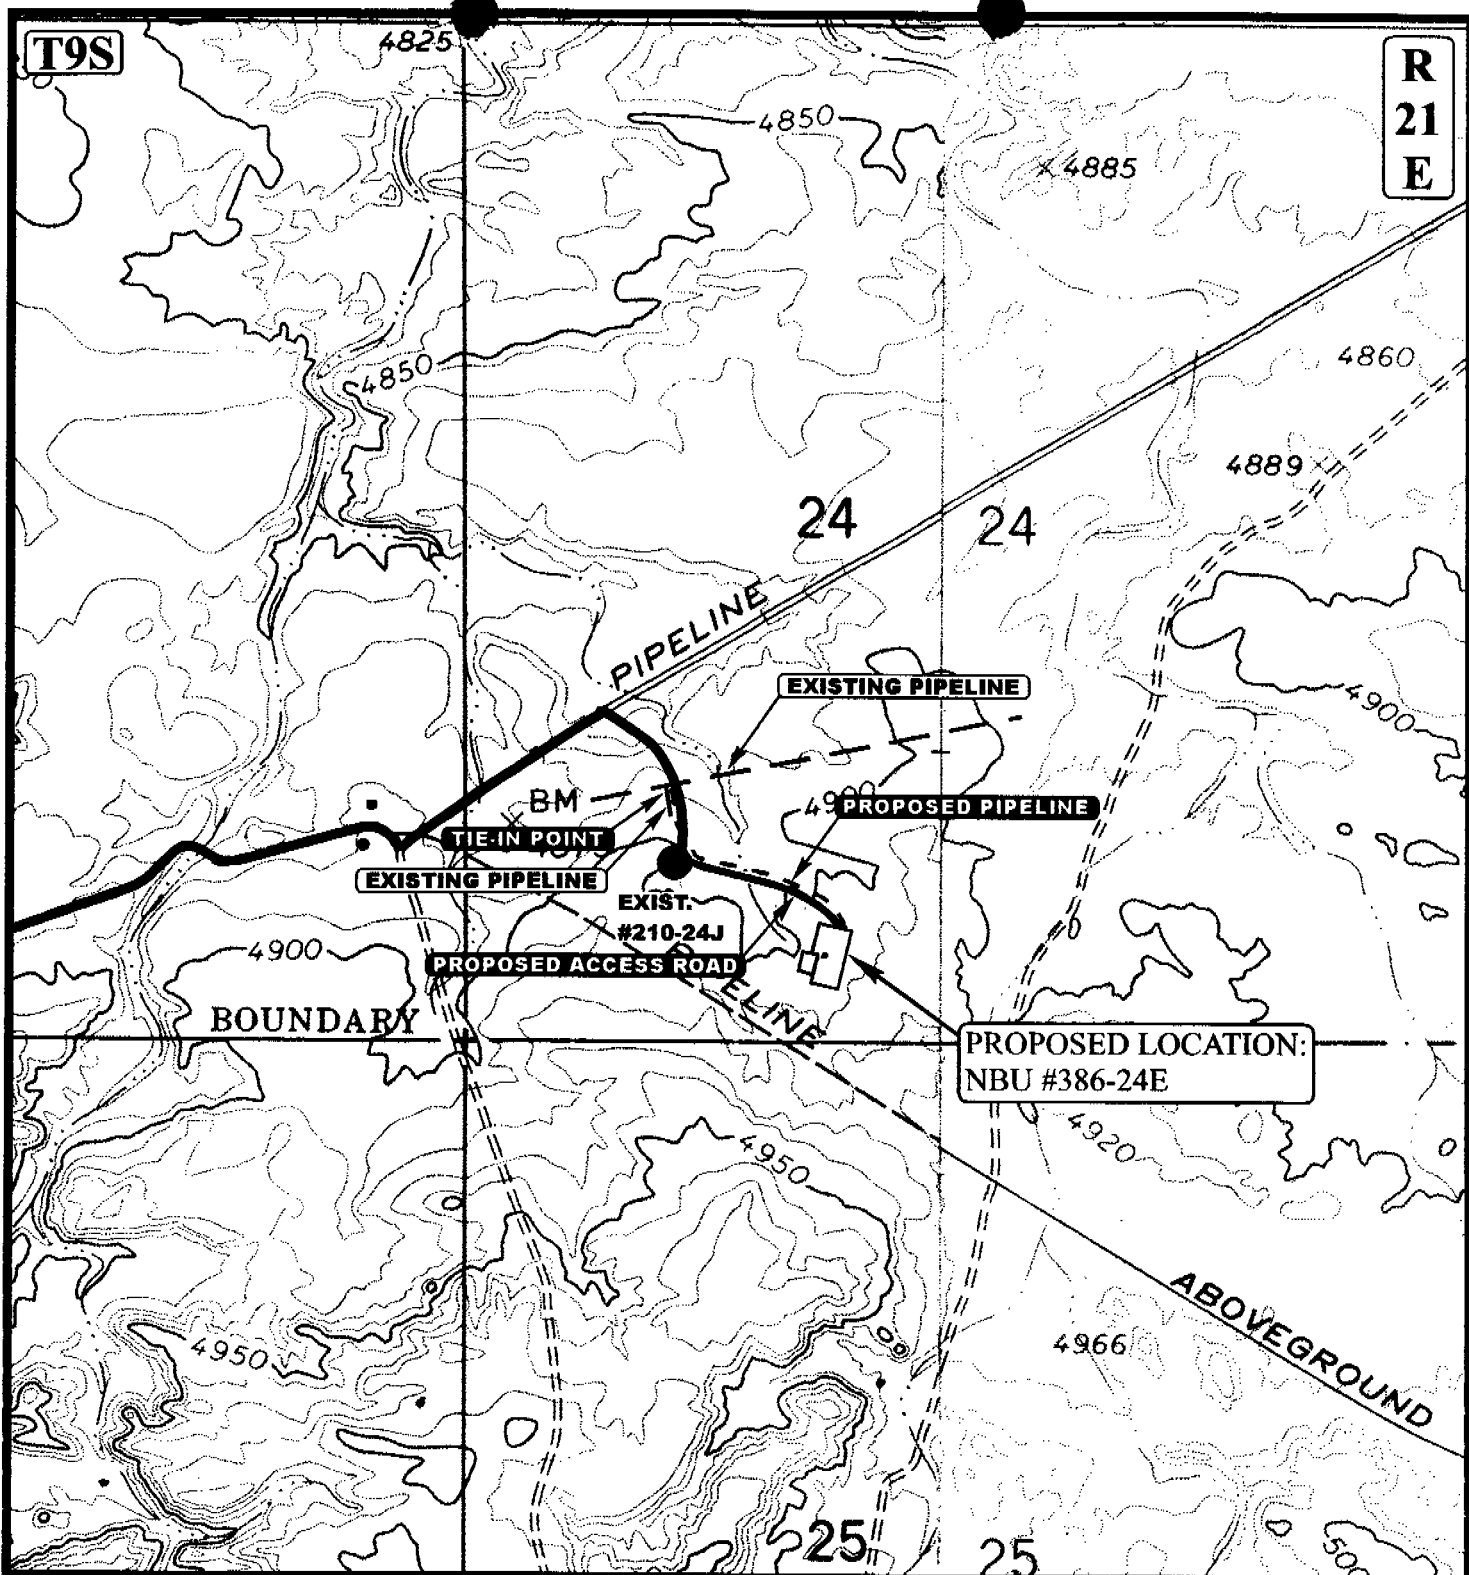 T9S
4825
R
21
E
4850
4885
4850
4860
4889
24
24
PIPELINE
EXISTING PIPELINE
4900
BM
4900
PROPOSED PIPELINE
TIE-IN POINT
EXISTING PIPELINE
EXIST.
#210-24J
4900
PROPOSED ACCESS ROAD
PIPELINE
BOUNDARY
PROPOSED LOCATION:
NBU #386-24E
4920
4950
ABOVEGROUND
4950
4966
25
25